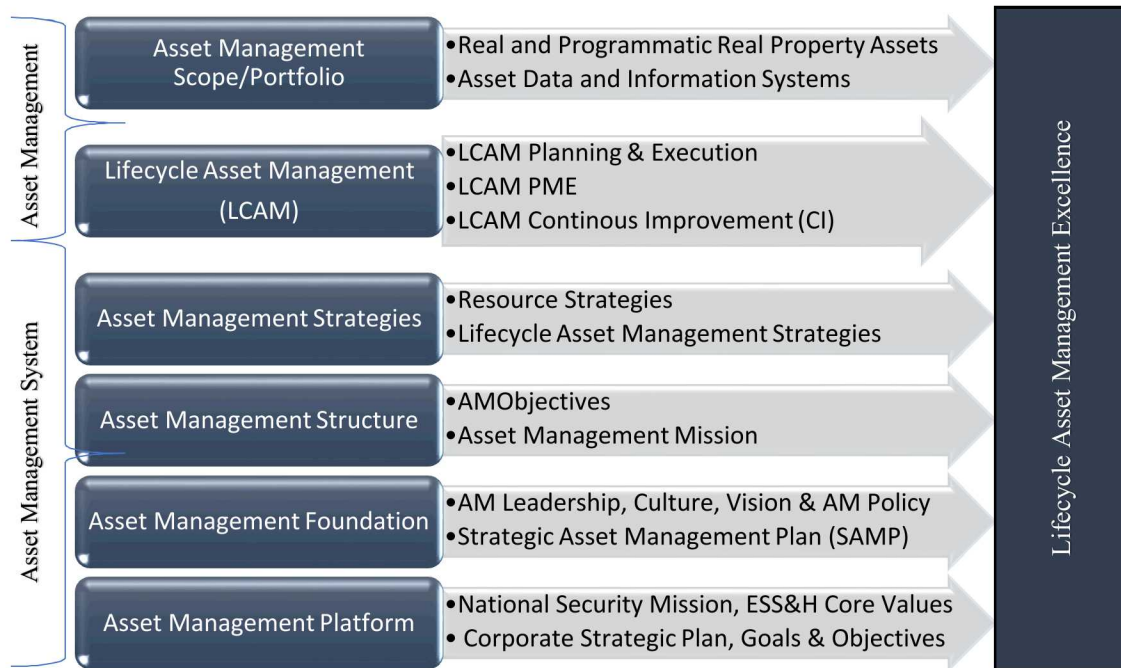 Asset Management
Asset Management
Scope/Portfolio
•Real and Programmatic Real Property Assets
•Asset Data and Information Systems
Lifecycle Asset Management
(LCAM)
•LCAM Planning & Execution
•LCAM PME
•LCAM Continous Improvement (CI)
Asset Management System
Asset Management Strategies
•Resource Strategies
•Lifecycle Asset Management Strategies
Asset Management Structure
•AMObjectives
•Asset Management Mission
Asset Management Foundation
•AM Leadership, Culture, Vision & AM Policy
•Strategic Asset Management Plan (SAMP)
Asset Management Platform
•National Security Mission, ESS&H Core Values
• Corporate Strategic Plan, Goals & Objectives
Lifecycle Asset Management Excellence